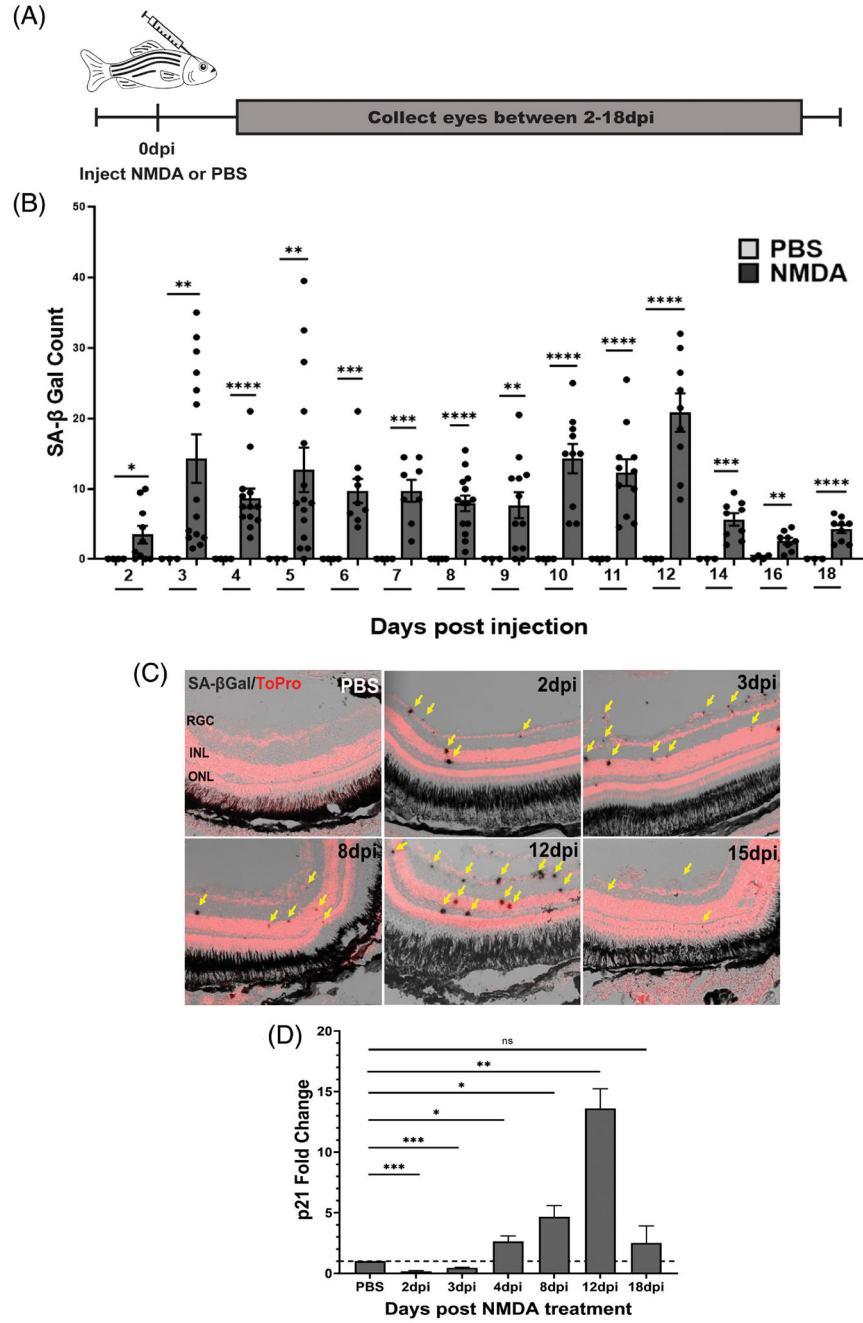 (A)
Collect eyes between 2-18dpi
0dpi
Inject NMDA or PBS
(B)
50
40
30
20
10
0
SA-β Gal Count
PBS
NMDA
* ** **** ** *** *** **** ** **** **** **** *** ** ****
2 3 4 5 6 7 8 9 10 11 12 14 16 18
Days post injection
(C)
SA-βGal/ToPro PBS
RGC
INL
ONL
2dpi
3dpi
8dpi
12dpi
15dpi
(D)
20
15
10
5
0
p21 Fold Change
ns
**
*
*
***
***
PBS 2dpi 3dpi 4dpi 8dpi 12dpi 18dpi
Days post NMDA treatment